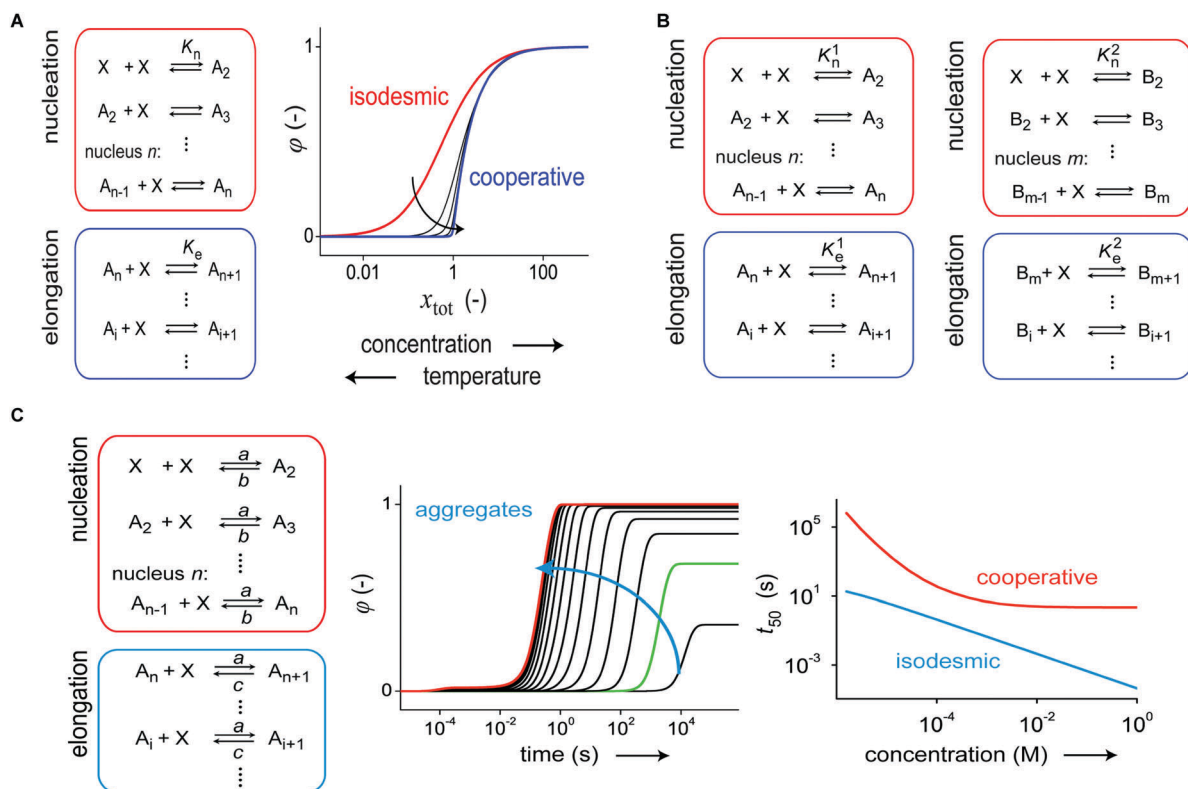 A
nucleation
Kn
X + X ⇌ A2
A2 + X ⇌ A3
⋮
nucleus n:
An-1 + X ⇌ An
elongation
Ke
An + X ⇌ An+1
⋮
Ai + X ⇌ Ai+1
⋮
φ (-)
1
0
isodesmic
cooperative
0.01 1 100
xtot (-)
concentration →
← temperature
B
nucleation
Kn1
X + X ⇌ A2
A2 + X ⇌ A3
⋮
nucleus n:
An-1 + X ⇌ An
elongation
Ke1
An + X ⇌ An+1
⋮
Ai + X ⇌ Ai+1
⋮
nucleation
Kn2
X + X ⇌ B2
B2 + X ⇌ B3
⋮
nucleus m:
Bm-1 + X ⇌ Bm
elongation
Ke2
Bm + X ⇌ Bm+1
⋮
Bi + X ⇌ Bi+1
⋮
C
nucleation
a
X + X ⇌ A2
b
a
A2 + X ⇌ A3
b
⋮
nucleus n:
a
An-1 + X ⇌ An
b
elongation
a
An + X ⇌ An+1
c
⋮
a
Ai + X ⇌ Ai+1
c
⋮
φ (-)
1
0
aggregates
10-4 10-2 100 102 104
time (s) →
t50 (s)
105
101
10-3
cooperative
isodesmic
10-4 10-2 100
concentration (M) →